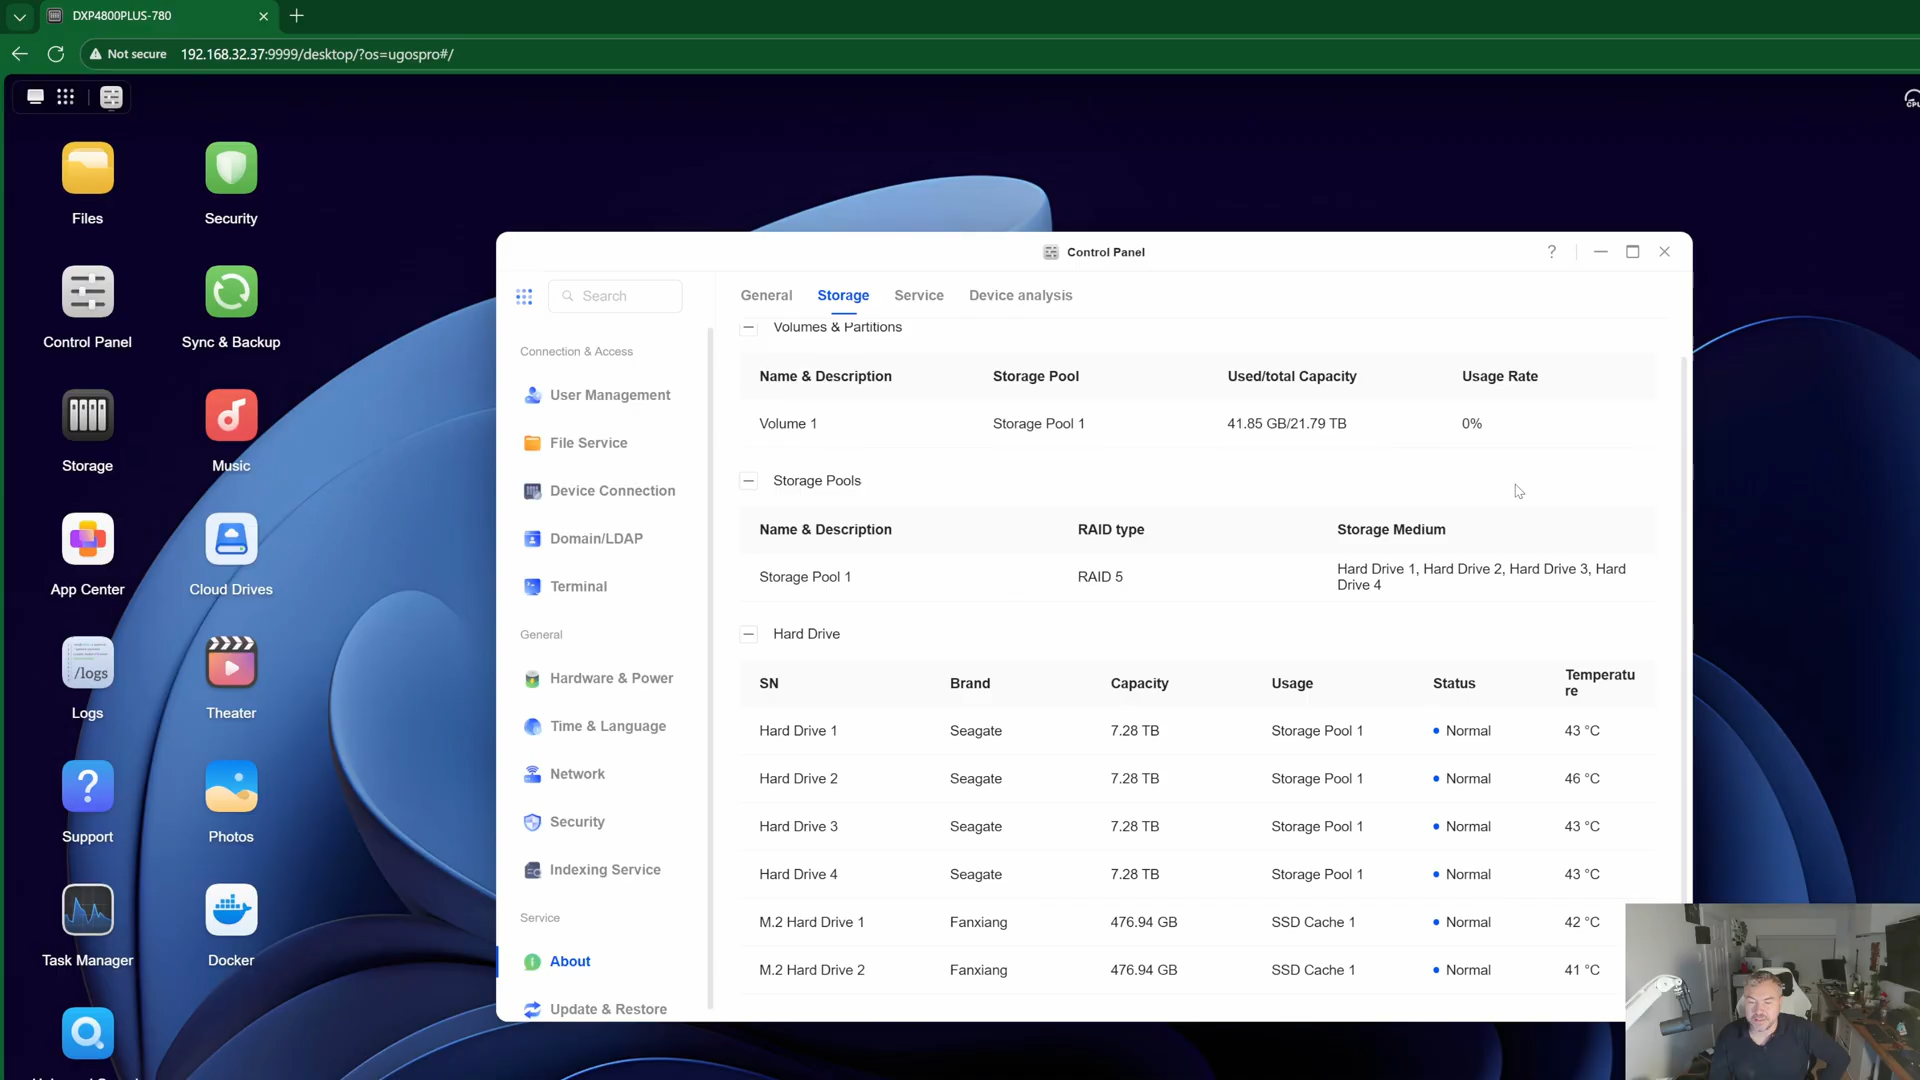 DXP4800PLUS-780
Not secure 192.168.32.37:9999/desktop/?os=ugospro#/
CPU
Files
Security
Control Panel
Sync & Backup
Storage
Music
App Center
Cloud Drives
/logs
Logs
Theater
Support
Photos
Task Manager
Docker
Control Panel
Search
Connection & Access
User Management
File Service
Device Connection
Domain/LDAP
Terminal
General
Hardware & Power
Time & Language
Network
Security
Indexing Service
Service
About
Update & Restore
General Storage Service Device analysis
Volumes & Partitions
Name & Description Storage Pool Used/total Capacity Usage Rate
Volume 1 Storage Pool 1 41.85 GB/21.79 TB 0%
Storage Pools
Name & Description RAID type Storage Medium
Storage Pool 1 RAID 5 Hard Drive 1, Hard Drive 2, Hard Drive 3, Hard
Drive 4
Hard Drive
SN Brand Capacity Usage Status Temperatu
re
Hard Drive 1 Seagate 7.28 TB Storage Pool 1 Normal 43 °C
Hard Drive 2 Seagate 7.28 TB Storage Pool 1 Normal 46 °C
Hard Drive 3 Seagate 7.28 TB Storage Pool 1 Normal 43 °C
Hard Drive 4 Seagate 7.28 TB Storage Pool 1 Normal 43 °C
M.2 Hard Drive 1 Fanxiang 476.94 GB SSD Cache 1 Normal 42 °C
M.2 Hard Drive 2 Fanxiang 476.94 GB SSD Cache 1 Normal 41 °C